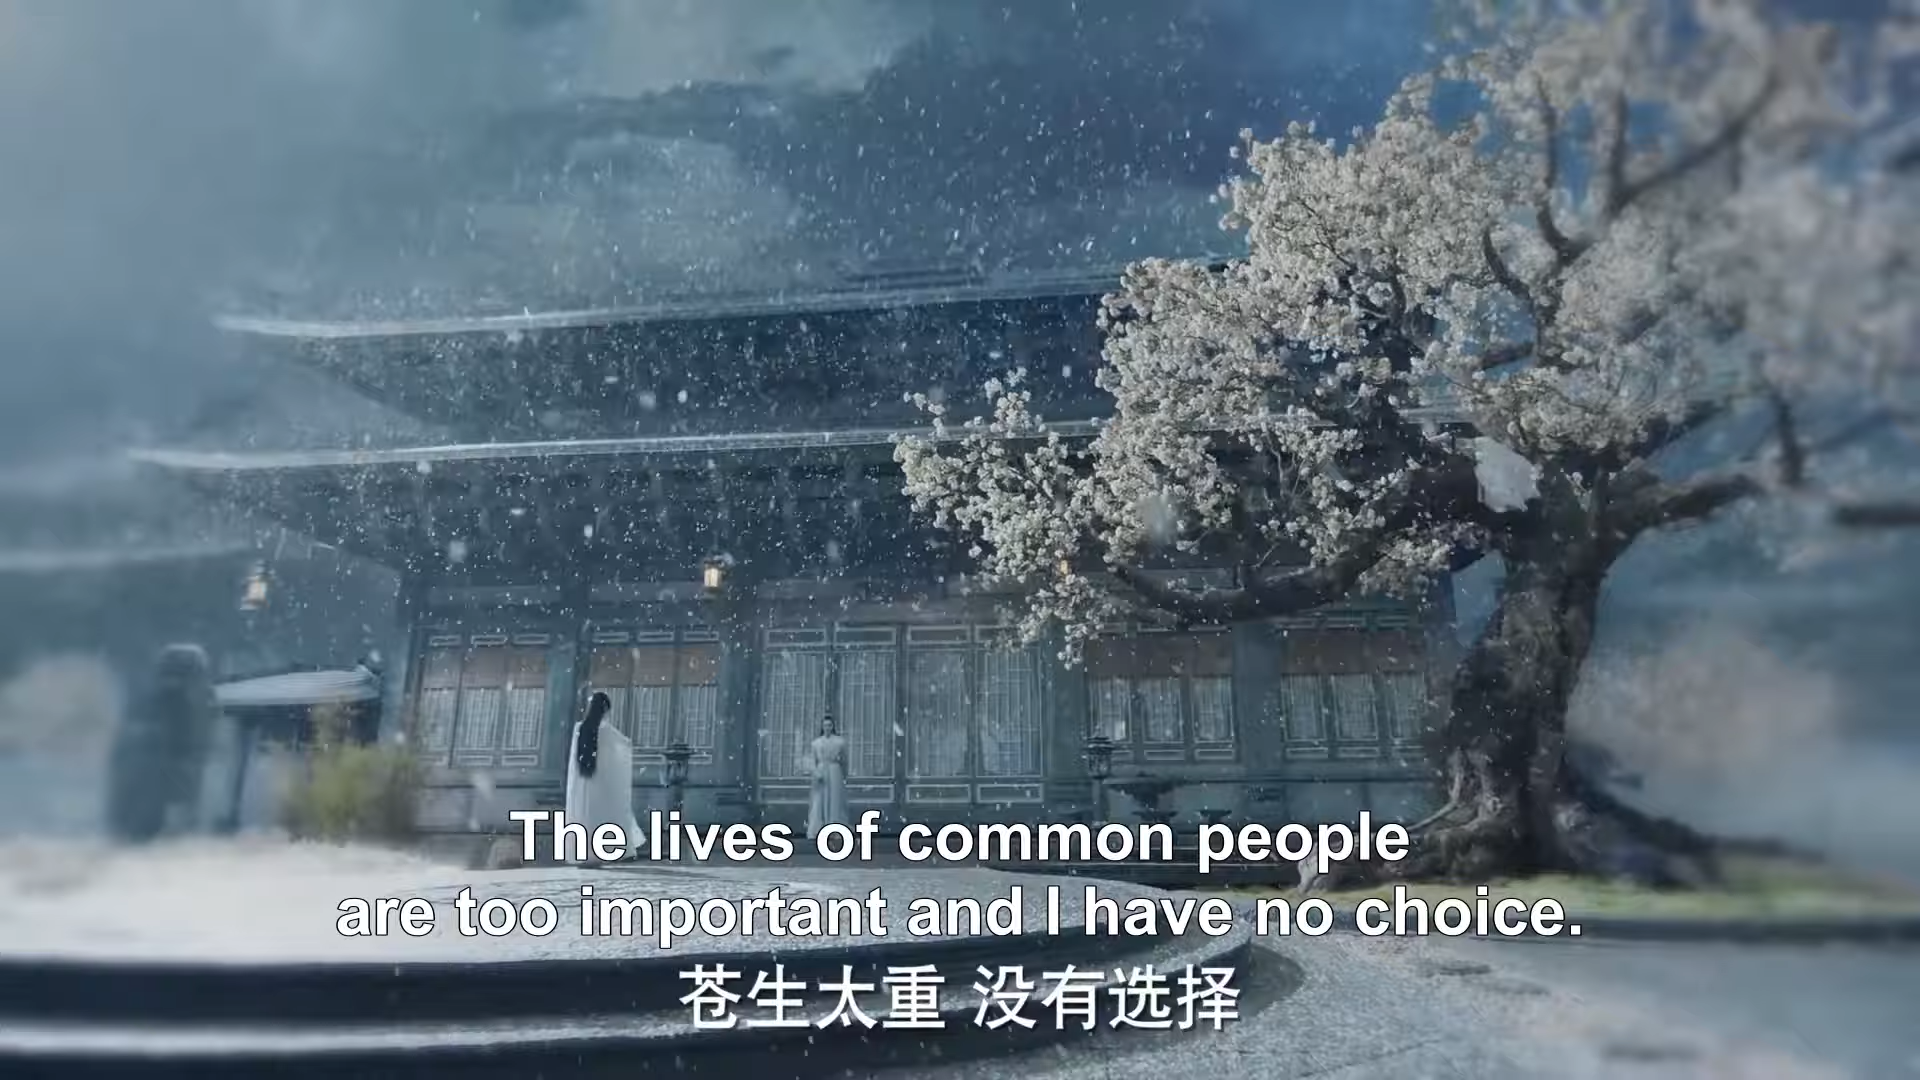 The lives of common people
are too important and I have no choice.
苍生太重 没有选择